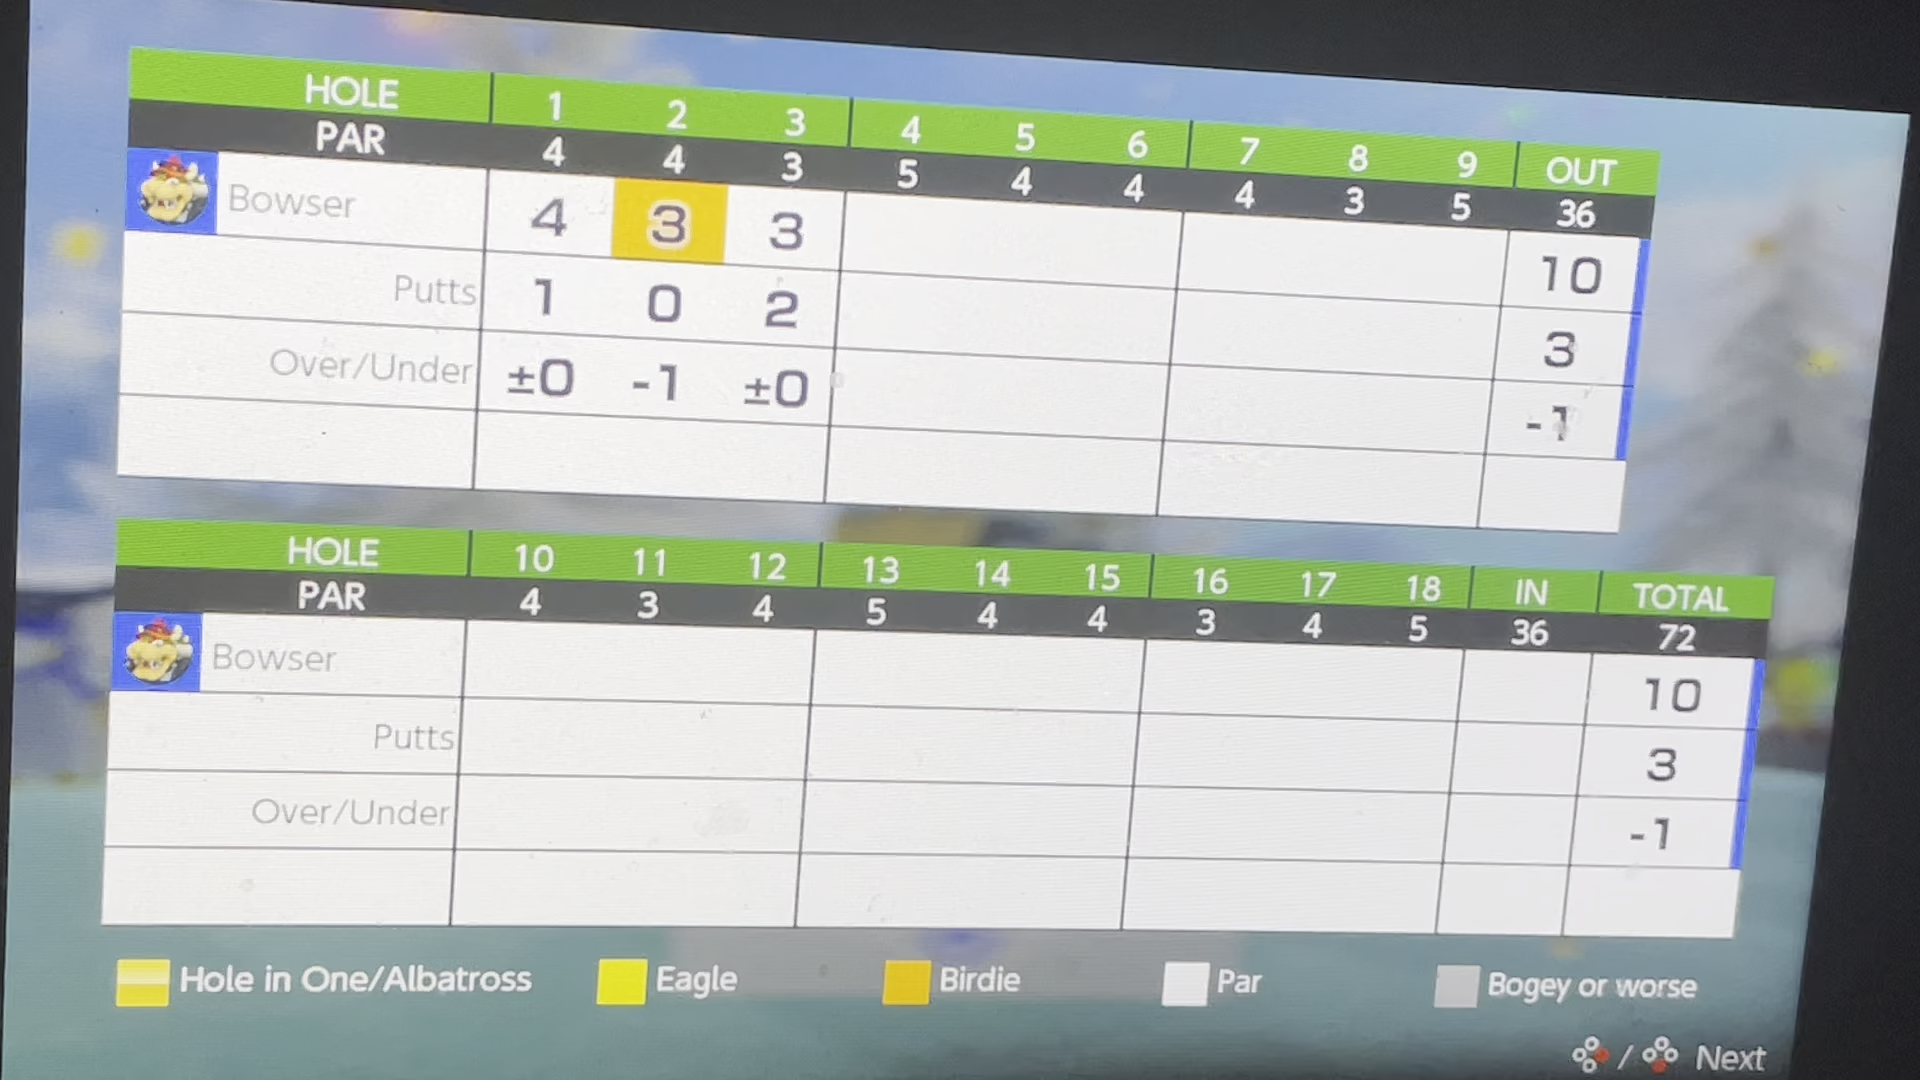 HOLE 1 2 3 4 5 6 7 8 9 OUT
PAR 4 4 3 5 4 4 4 3 5 36
Bowser 4 3 3 10
Putts 1 0 2 3
Over/Under ±0 -1 ±0 -1
HOLE 10 11 12 13 14 15 16 17 18 IN TOTAL
PAR 4 3 4 5 4 4 3 4 5 36 72
Bowser 10
Putts 3
Over/Under -1
Hole in One/Albatross Eagle Birdie Par Bogey or worse
/ Next